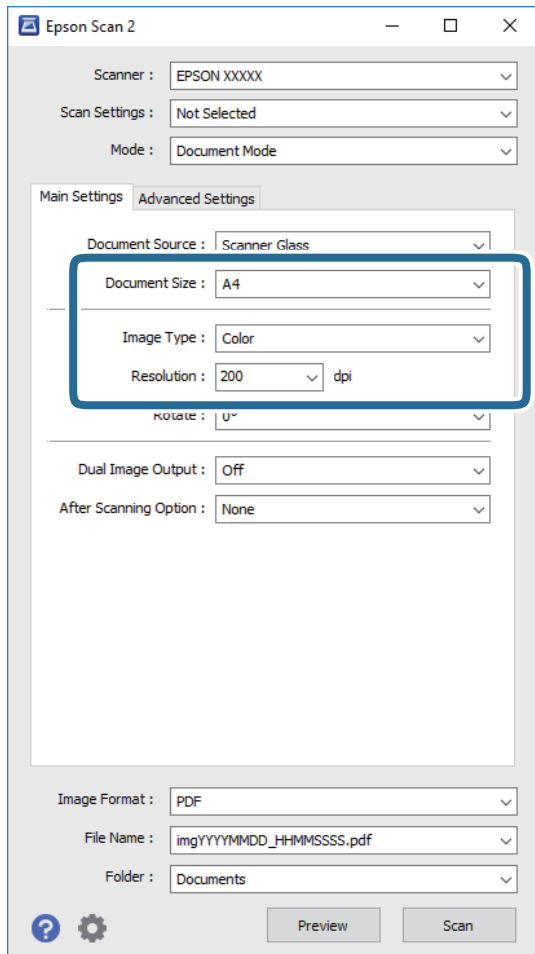 Epson Scan 2
Scanner : EPSON XXXXX
Scan Settings : Not Selected
Mode : Document Mode
Main Settings Advanced Settings
Document Source : Scanner Glass
Document Size : A4
Image Type : Color
Resolution : 200 dpi
Rotate : 0°
Dual Image Output : Off
After Scanning Option : None
Image Format : PDF
File Name : imgYYYYMMDD_HHMMSSSS.pdf
Folder : Documents
? Preview Scan